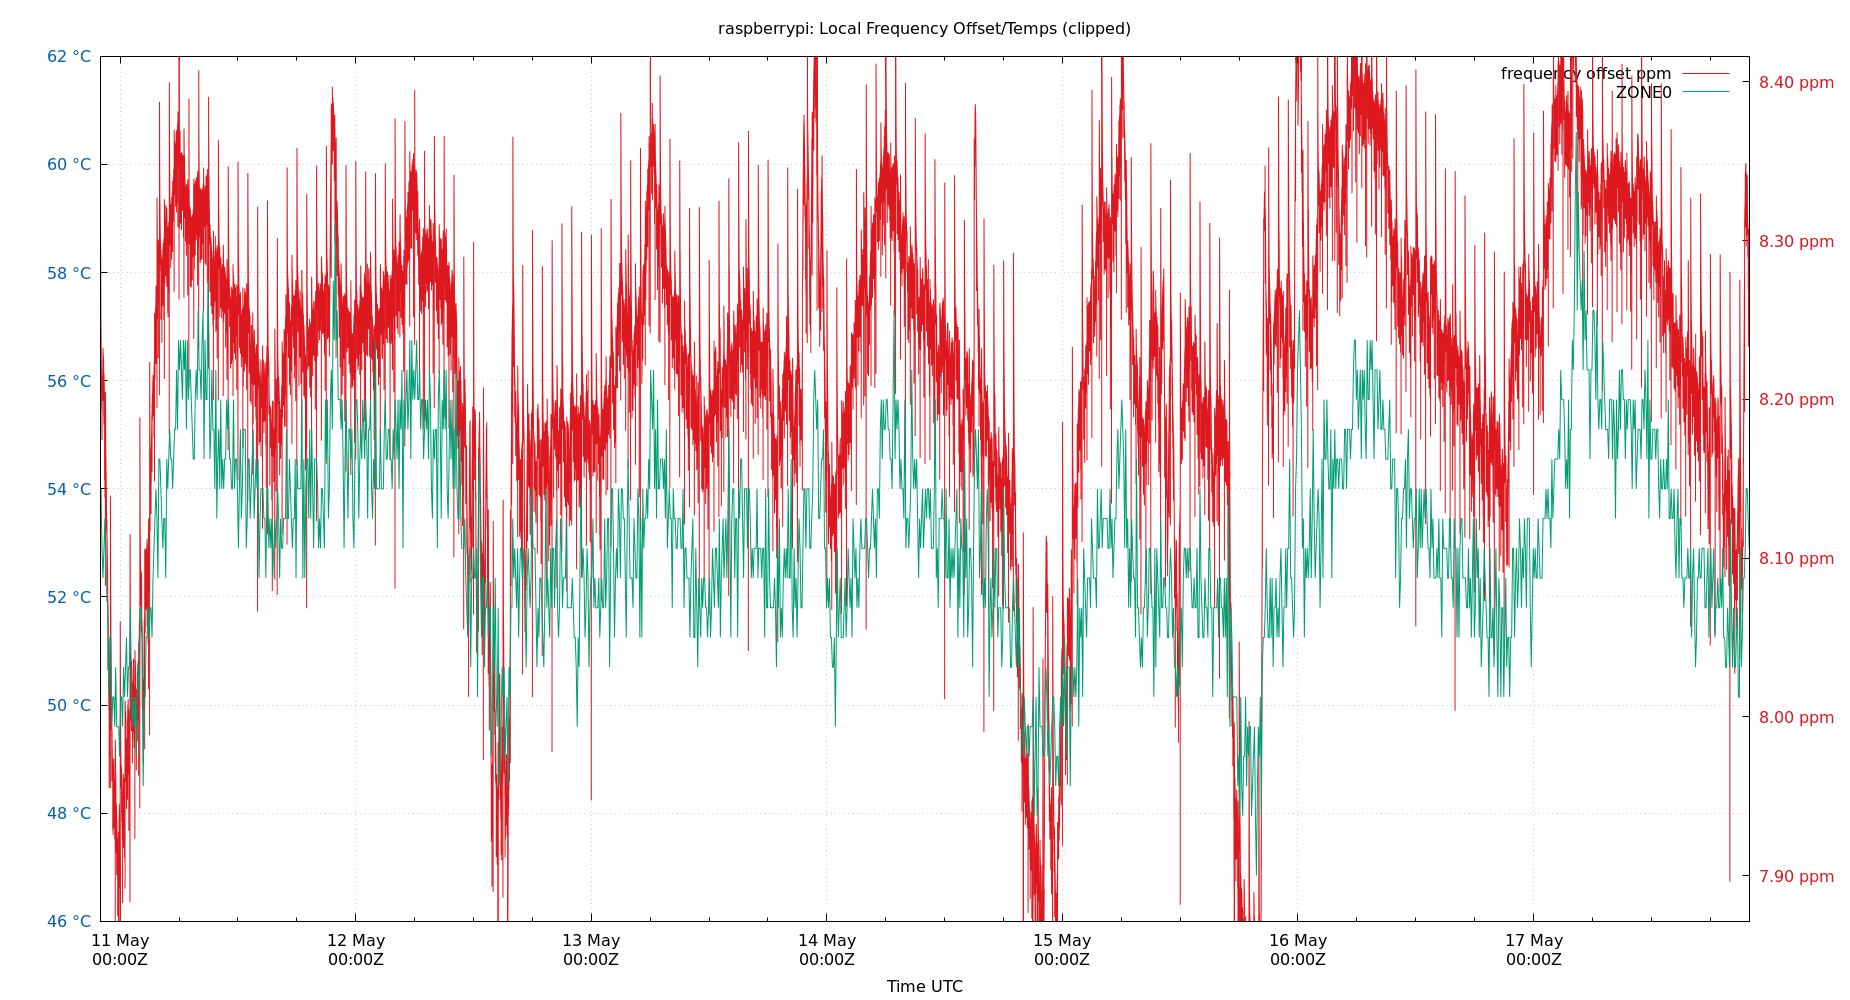 raspberrypi: Local Frequency Offset/Temps (clipped)
62 °C
60 °C
58 °C
56 °C
54 °C
52 °C
50 °C
48 °C
46 °C
frequency offset ppm
ZONE0
8.40 ppm
8.30 ppm
8.20 ppm
8.10 ppm
8.00 ppm
7.90 ppm
11 May 12 May 13 May 14 May 15 May 16 May 17 May
00:00Z 00:00Z 00:00Z 00:00Z 00:00Z 00:00Z 00:00Z
Time UTC